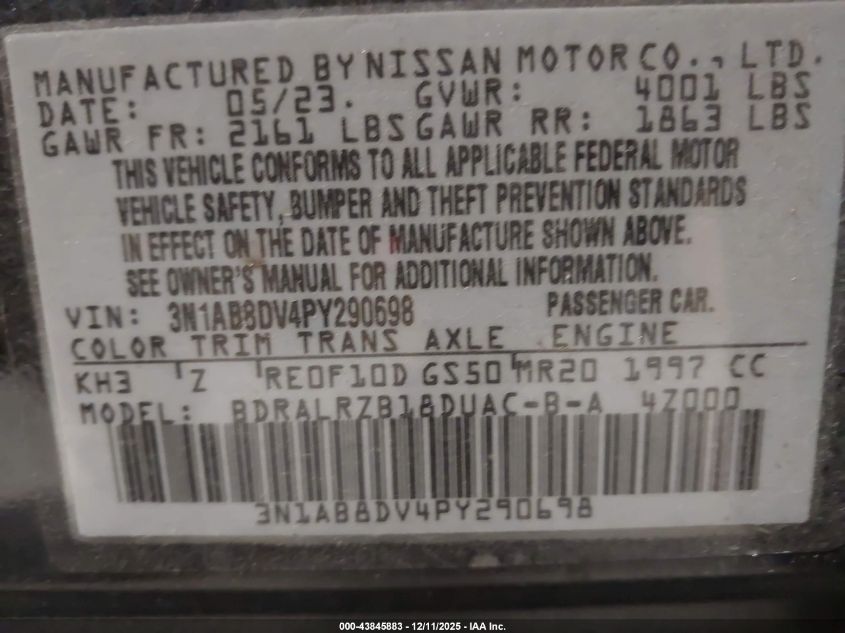 MANUFACTURED BY NISSAN MOTOR CO., LTD.
DATE: 05/23. GVWR: 4001 LBS
GAWR FR: 2161 LBS GAWR RR: 1863 LBS
THIS VEHICLE CONFORMS TO ALL APPLICABLE FEDERAL MOTOR
VEHICLE SAFETY, BUMPER AND THEFT PREVENTION STANDARDS
IN EFFECT ON THE DATE OF MANUFACTURE SHOWN ABOVE.
SEE OWNER'S MANUAL FOR ADDITIONAL INFORMATION.
VIN: 3N1AB8DV4PY290698 PASSENGER CAR.
COLOR TRIM TRANS AXLE ENGINE
KH3 Z RE0F10D GS50 MR20 1997 CC
MODEL: BDRALRZB18DUAC-B-A 4Z000
3N1AB8DV4PY290698
000-43845883 - 12/11/2025 - IAA Inc.